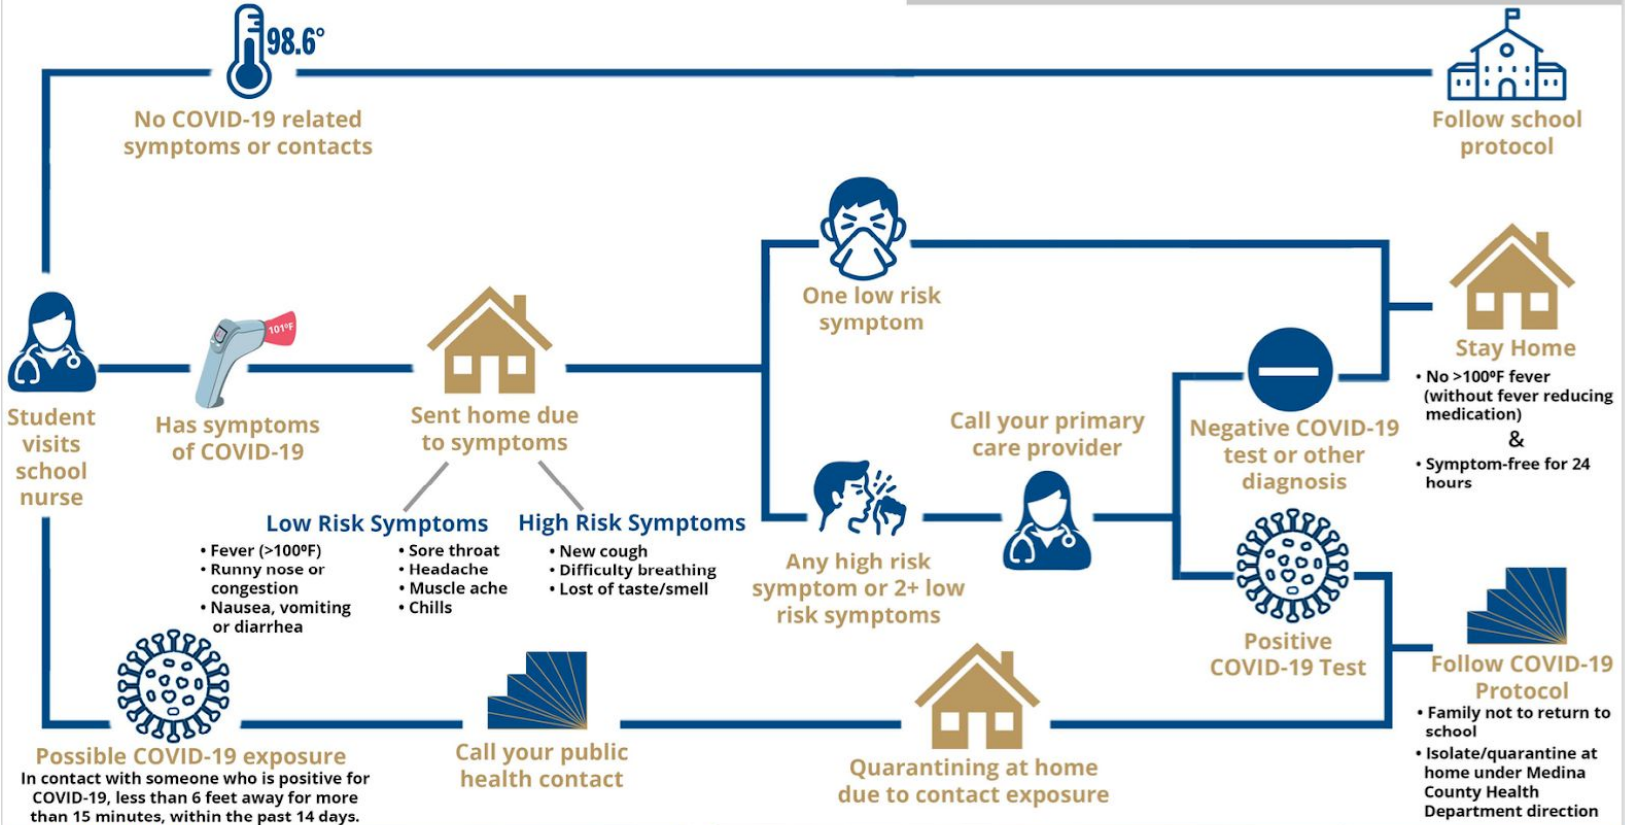 98.6°
No COVID-19 related
symptoms or contacts
Follow school
protocol
Student
visits
school
nurse
101ºF
Has symptoms
of COVID-19
Sent home due
to symptoms
Low Risk Symptoms
• Fever (>100ºF)
• Runny nose or
congestion
• Nausea, vomiting
or diarrhea
• Sore throat
• Headache
• Muscle ache
• Chills
High Risk Symptoms
• New cough
• Difficulty breathing
• Lost of taste/smell
One low risk
symptom
Any high risk
symptom or 2+ low
risk symptoms
Call your primary
care provider
Negative COVID-19
test or other
diagnosis
Stay Home
• No >100ºF fever
(without fever reducing
medication)
&
• Symptom-free for 24
hours
Positive
COVID-19 Test
Possible COVID-19 exposure
In contact with someone who is positive for
COVID-19, less than 6 feet away for more
than 15 minutes, within the past 14 days.
Call your public
health contact
Quarantining at home
due to contact exposure
Follow COVID-19
Protocol
• Family not to return to
school
• Isolate/quarantine at
home under Medina
County Health
Department direction